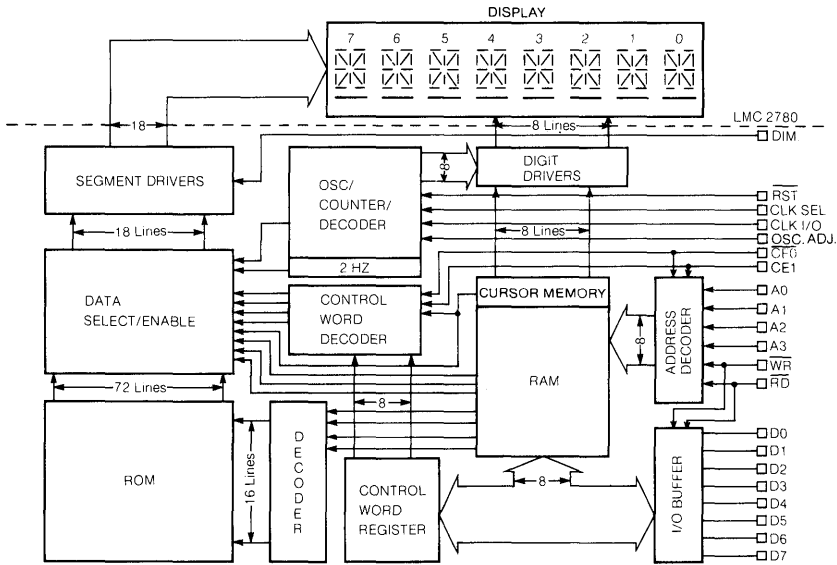 DISPLAY
7 6 5 4 3 2 1 0
LMC 2780
18
8 Lines
DIM
SEGMENT DRIVERS
OSC/
COUNTER/
DECODER
8
DIGIT
DRIVERS
RST
CLK SEL
CLK I/O
OSC. ADJ.
CE0
CE1
18 Lines
8 Lines
2 HZ
DATA
SELECT/ENABLE
CONTROL
WORD
DECODER
CURSOR MEMORY
RAM
8
ADDRESS
DECODER
A0
A1
A2
A3
WR
RD
72 Lines
8
ROM
16 Lines
DECODER
CONTROL
WORD
REGISTER
8
I/O BUFFER
D0
D1
D2
D3
D4
D5
D6
D7